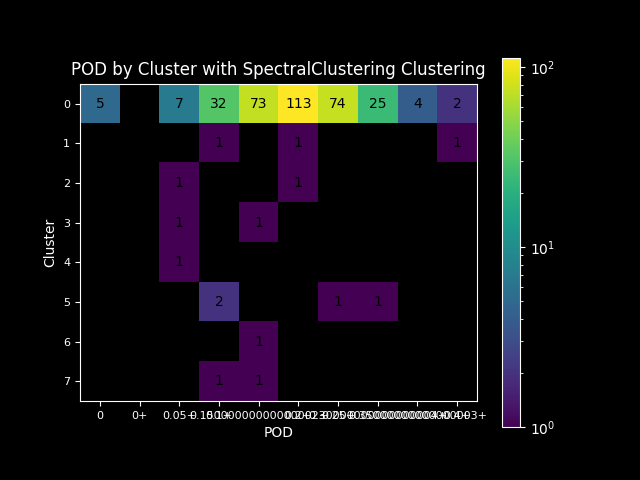 POD by Cluster with SpectralClustering Clustering
10²
0 5 7 32 73 113 74 25 4 2
1 1 1 1
2 1 1
3 1 1
4 1
5 2 1 1
6 1
7 1 1
10¹
10⁰
Cluster
0 0+ 0.05+
POD